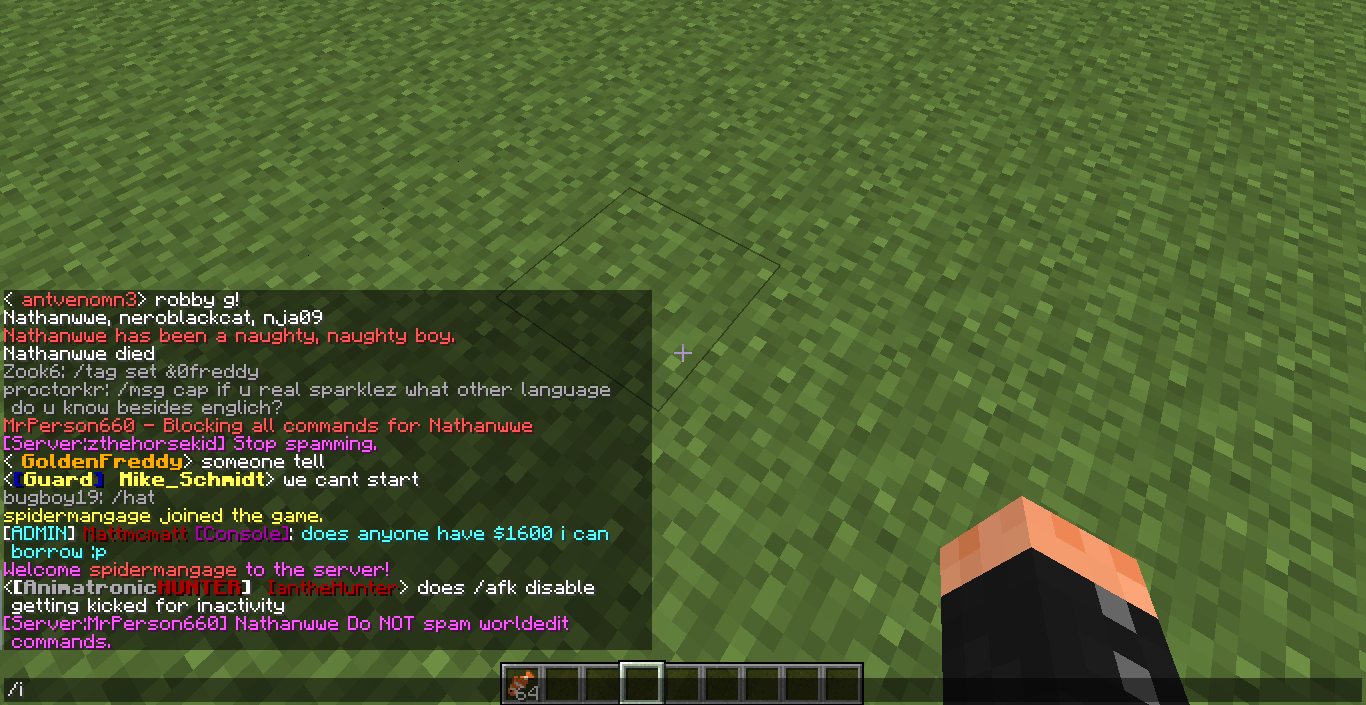 < antvenomn3> robby g!
Nathanwwe, neroblackcat, nja09
Nathanwwe has been a naughty, naughty boy.
Nathanwwe died
Zook6: /tag set &0freddy
proctorkr: /msg cap if u real sparklez what other language
do u know besides englich?
MrPerson660 - Blocking all commands for Nathanwwe
[Server:zthehorsekid] Stop spamming.
< GoldenFreddy> someone tell
<[Guard] Mike_Schmidt> we cant start
bugboy19: /hat
spidermangage joined the game.
[ADMIN] Mattmcmatt [Console]: does anyone have $1600 i can
borrow :p
Welcome spidermangage to the server!
<[AnimatronicHUNTER] IantheHunter> does /afk disable
getting kicked for inactivity
[Server:MrPerson660] Nathanwwe Do NOT spam worldedit
commands.
64
/i